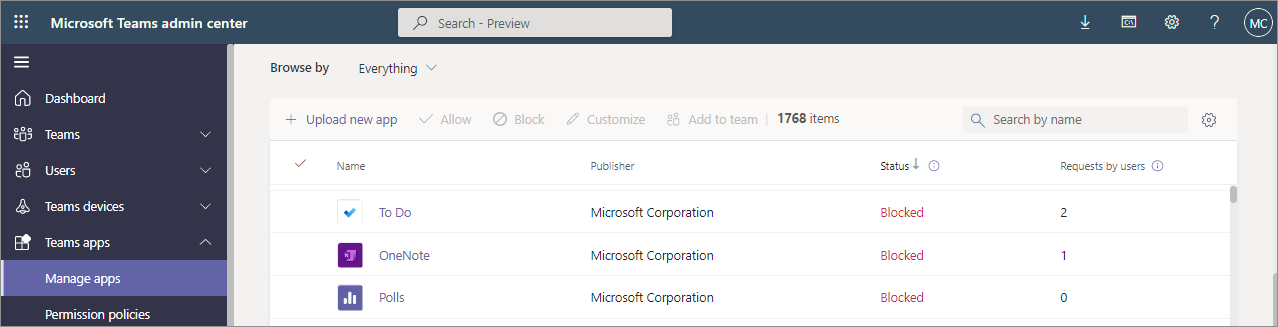 Microsoft Teams admin center
Search - Preview
MC
Browse by Everything
Dashboard
Teams
Users
Teams devices
Teams apps
Manage apps
Permission policies
Upload new app Allow Block Customize Add to team 1768 items Search by name
Name Publisher Status Requests by users
To Do Microsoft Corporation Blocked 2
OneNote Microsoft Corporation Blocked 1
Polls Microsoft Corporation Blocked 0